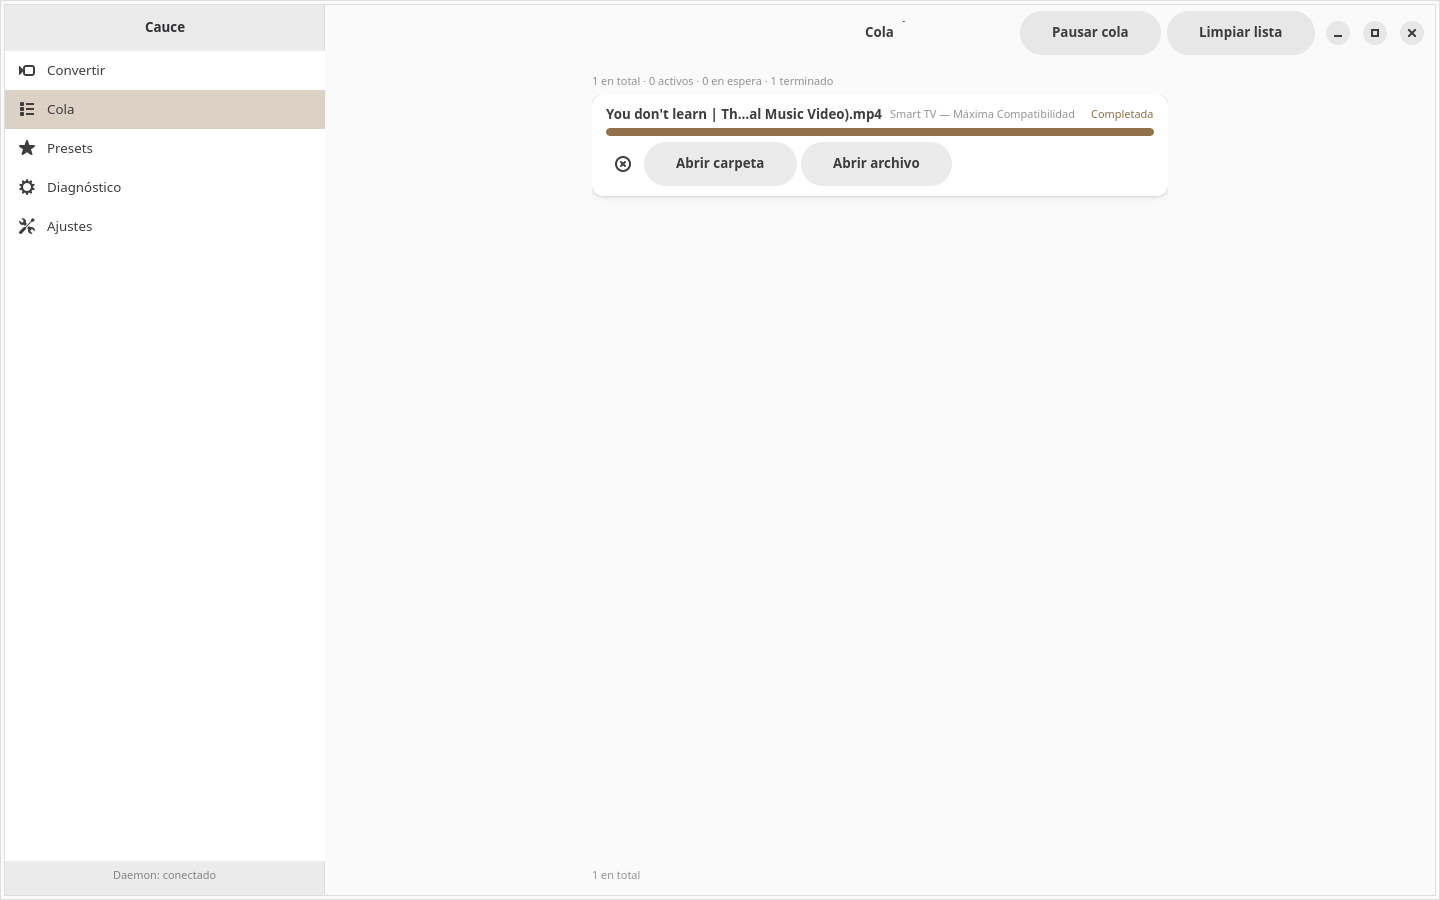 Cauce
Convertir
Cola
Presets
Diagnóstico
Ajustes
Daemon: conectado
Cola
Pausar cola
Limpiar lista
1 en total · 0 activos · 0 en espera · 1 terminado
You don't learn | Th...al Music Video).mp4 Smart TV — Máxima Compatibilidad Completada
Abrir carpeta
Abrir archivo
1 en total